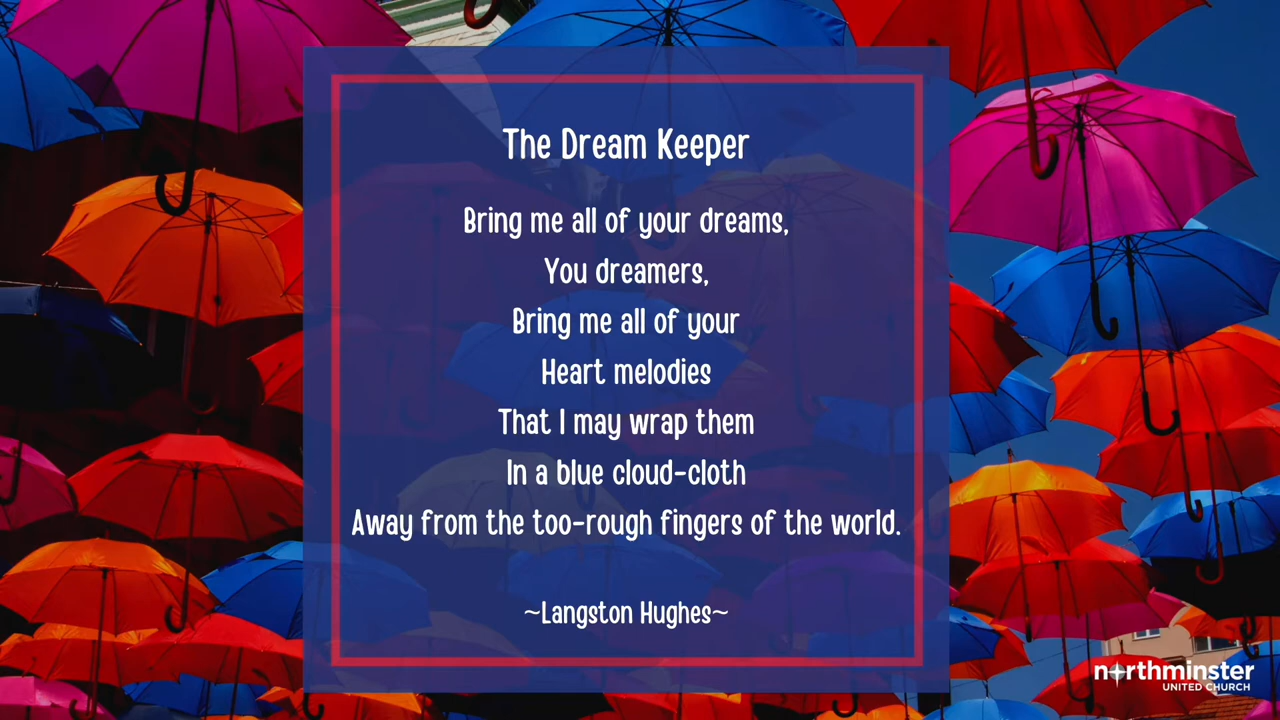 The Dream Keeper
Bring me all of your dreams,
You dreamers,
Bring me all of your
Heart melodies
That I may wrap them
In a blue cloud-cloth
Away from the too-rough fingers of the world.
~Langston Hughes~
northminster
UNITED CHURCH